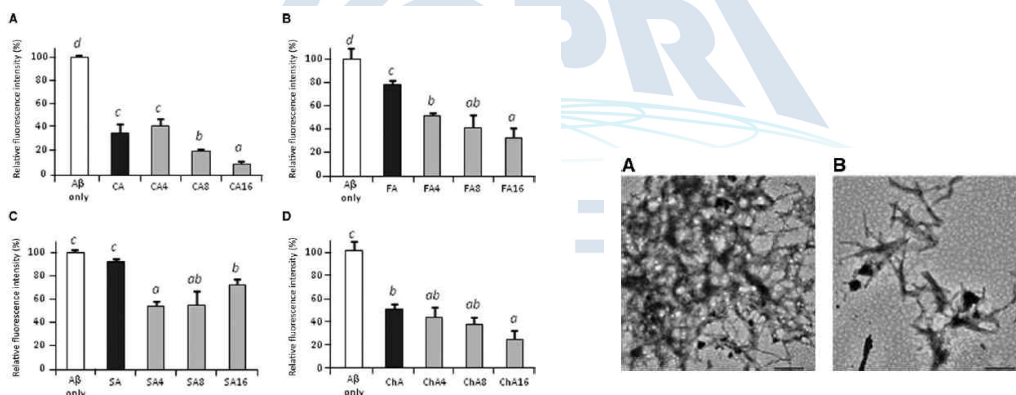 A
Relative fluorescence intensity (%)
100
80
60
40
20
0
d
c
c
b
a
Aβ only
CA
CA4
CA8
CA16
B
Relative fluorescence intensity (%)
100
80
60
40
20
0
d
c
b
ab
a
Aβ only
FA
FA4
FA8
FA16
C
Relative fluorescence intensity (%)
100
80
60
40
20
0
c
c
a
ab
b
Aβ only
SA
SA4
SA8
SA16
D
Relative fluorescence intensity (%)
100
80
60
40
20
0
c
b
ab
ab
a
Aβ only
ChA
ChA4
ChA8
ChA16
A
B